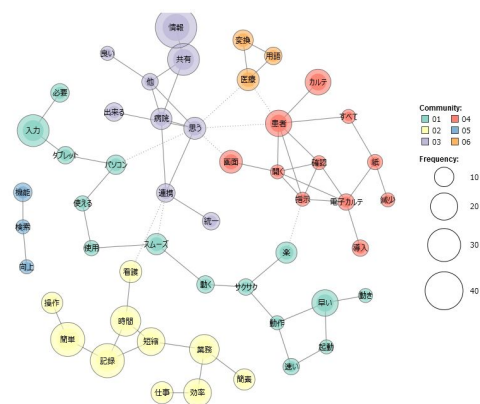 情報
良い
共有
変換
用語
医療
他
必要
カルテ
出来る
病院
思う
入力
患者
すべて
タブレット
パソコン
画面
開く
確認
紙
機能
使える
連携
指示
電子カルテ
減少
検索
統一
使用
スムーズ
楽
導入
向上
看護
動く
サクサク
操作
早い
動き
時間
動作
簡単
短縮
業務
起動
記録
速い
簡素
仕事
効率
Community:
01 04
02 05
03 06
Frequency:
10
20
30
40